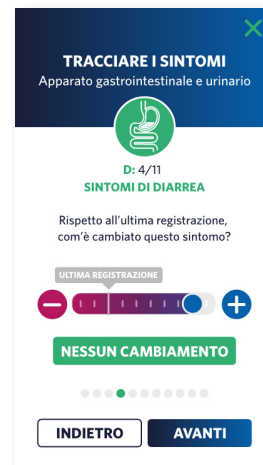 TRACCIARE I SINTOMI
Apparato gastrointestinale e urinario
D: 4/11
SINTOMI DI DIARREA
Rispetto all'ultima registrazione,
com'è cambiato questo sintomo?
ULTIMA REGISTRAZIONE
NESSUN CAMBIAMENTO
INDIETRO
AVANTI